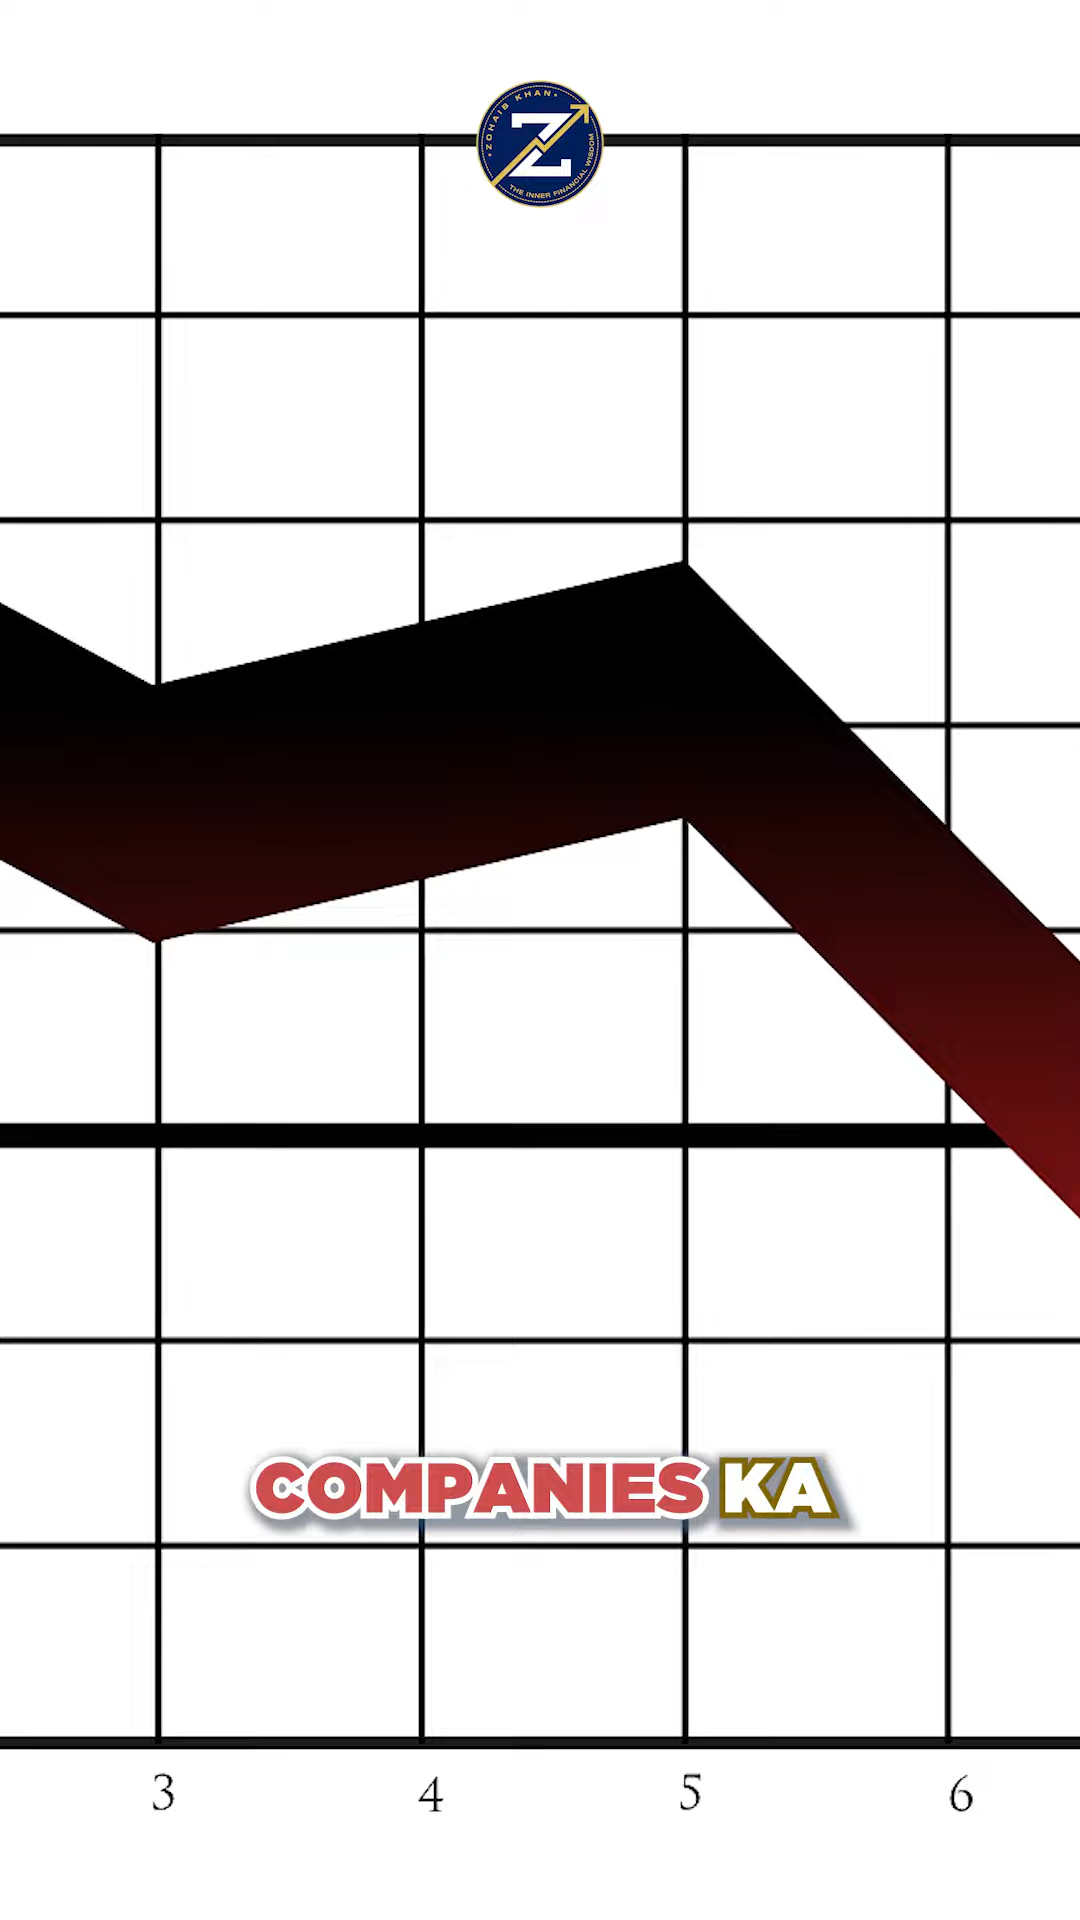 ZOHAIB KHAN
Z
THE INNER FINANCIAL WISDOM
COMPANIES KA
3 4 5 6